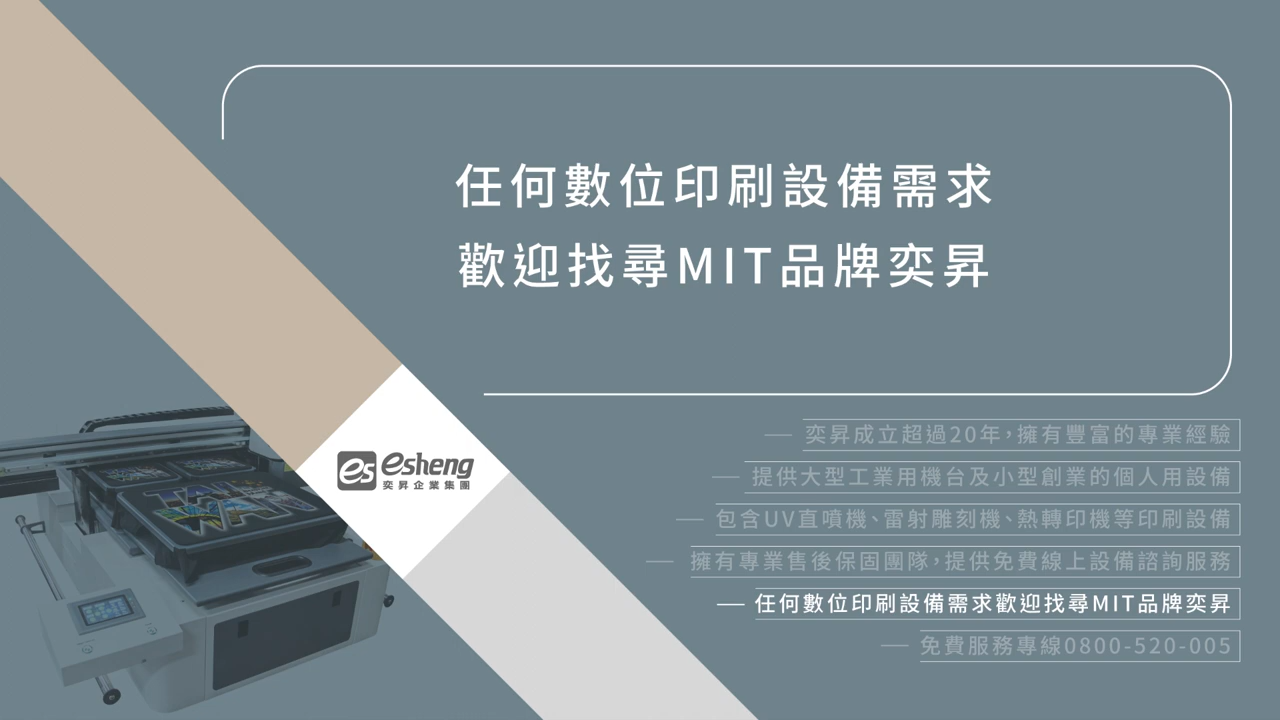 任何數位印刷設備需求
歡迎找尋MIT品牌奕昇
奕昇成立超過20年，擁有豐富的專業經驗
提供大型工業用機台及小型創業的個人用設備
包含UV直噴機、雷射雕刻機、熱轉印機等印刷設備
擁有專業售後保固團隊，提供免費線上設備諮詢服務
任何數位印刷設備需求歡迎找尋MIT品牌奕昇
免費服務專線0800-520-005
es esheng
奕昇企業集團
TAIWAN